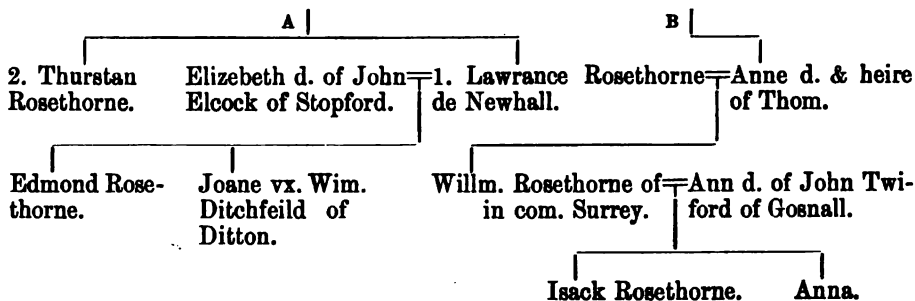 A B
2. Thurstan Elizebeth d. of John 1. Lawrance Rosethorne Anne d. & heire
Rosethorne. Elcock of Stopford. de Newhall. of Thom.
Edmond Rose- Joane vx. Wim. Willm. Rosethorne of Ann d. of John Twi-
thorne. Ditchfeild of in com. Surrey. ford of Gosnall.
Ditton.
Isack Rosethorne. Anna.